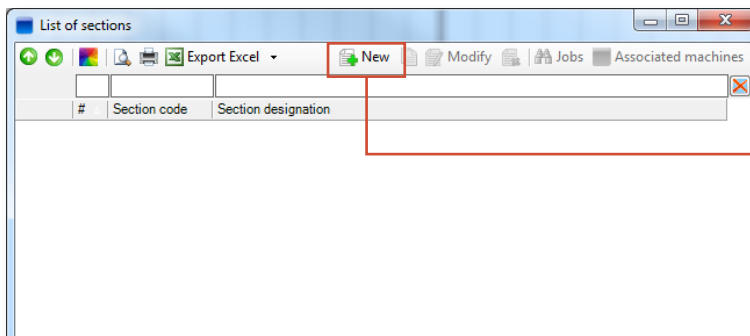 List of sections
Export Excel New Modify Jobs Associated machines
# Section code Section designation